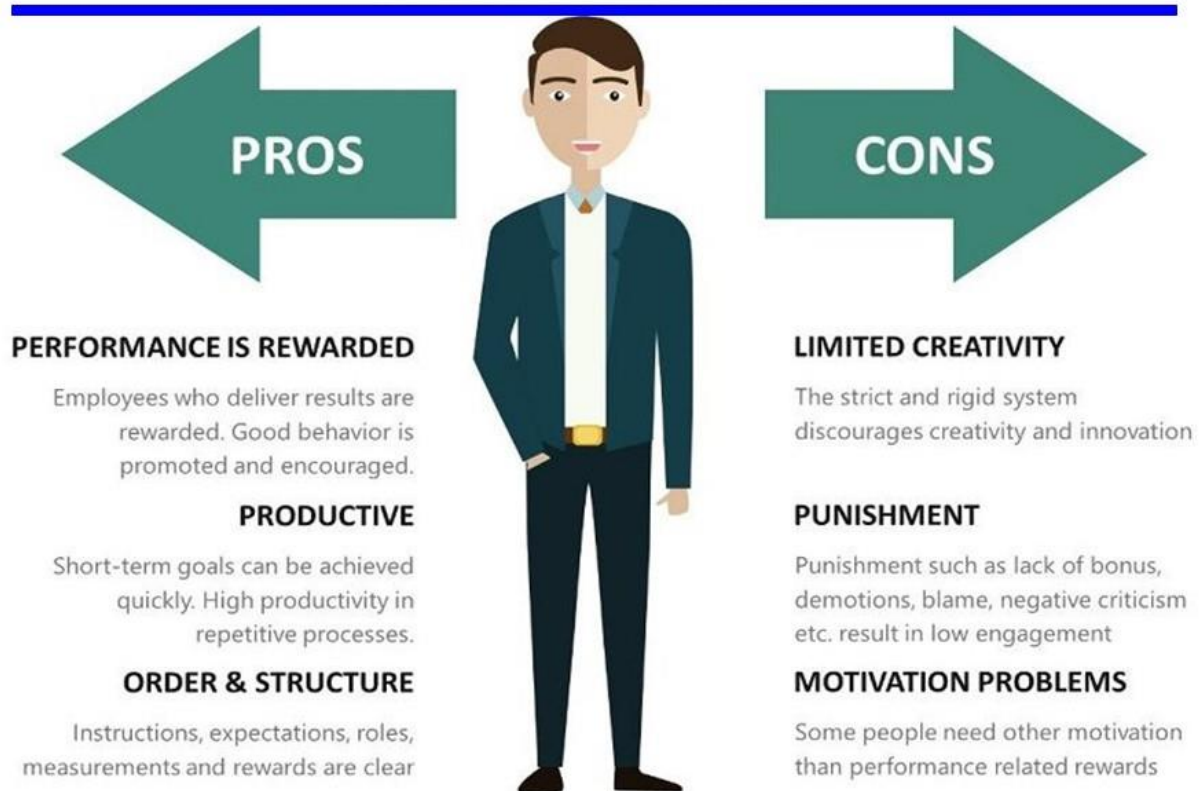 PROS
PERFORMANCE IS REWARDED
Employees who deliver results are
rewarded. Good behavior is
promoted and encouraged.
PRODUCTIVE
Short-term goals can be achieved
quickly. High productivity in
repetitive processes.
ORDER & STRUCTURE
Instructions, expectations, roles,
measurements and rewards are clear
CONS
LIMITED CREATIVITY
The strict and rigid system
discourages creativity and innovation
PUNISHMENT
Punishment such as lack of bonus,
demotions, blame, negative criticism
etc. result in low engagement
MOTIVATION PROBLEMS
Some people need other motivation
than performance related rewards